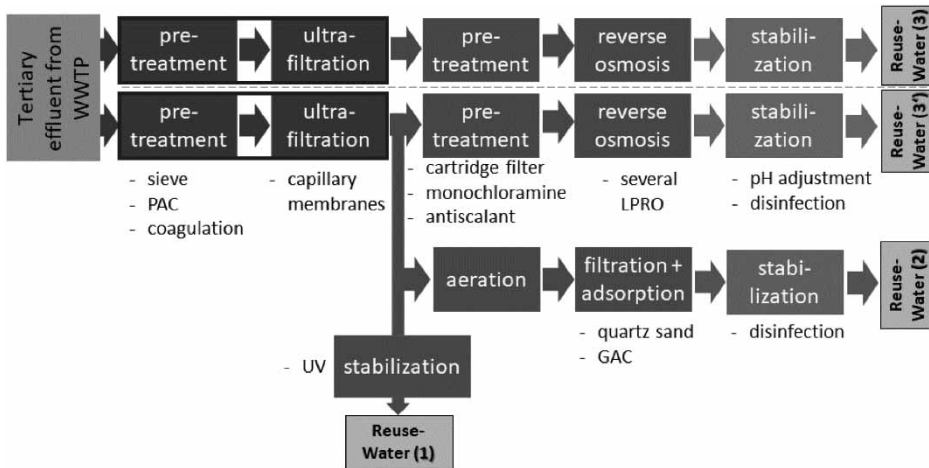 Tertiary
effluent from
WWTP
pre-
treatment
ultra-
filtration
pre-
treatment
reverse
osmosis
stabili-
zation
Reuse-
Water (3)
pre-
treatment
ultra-
filtration
pre-
treatment
reverse
osmosis
stabili-
zation
Reuse-
Water (3')
- sieve
- PAC
- coagulation
- capillary
membranes
- cartridge filter
- monochloramine
- antiscalant
- several
LPRO
- pH adjustment
- disinfection
aeration
filtration +
adsorption
stabi-
lization
Reuse-
Water (2)
- quartz sand
- GAC
- disinfection
- UV
stabilization
Reuse-
Water (1)